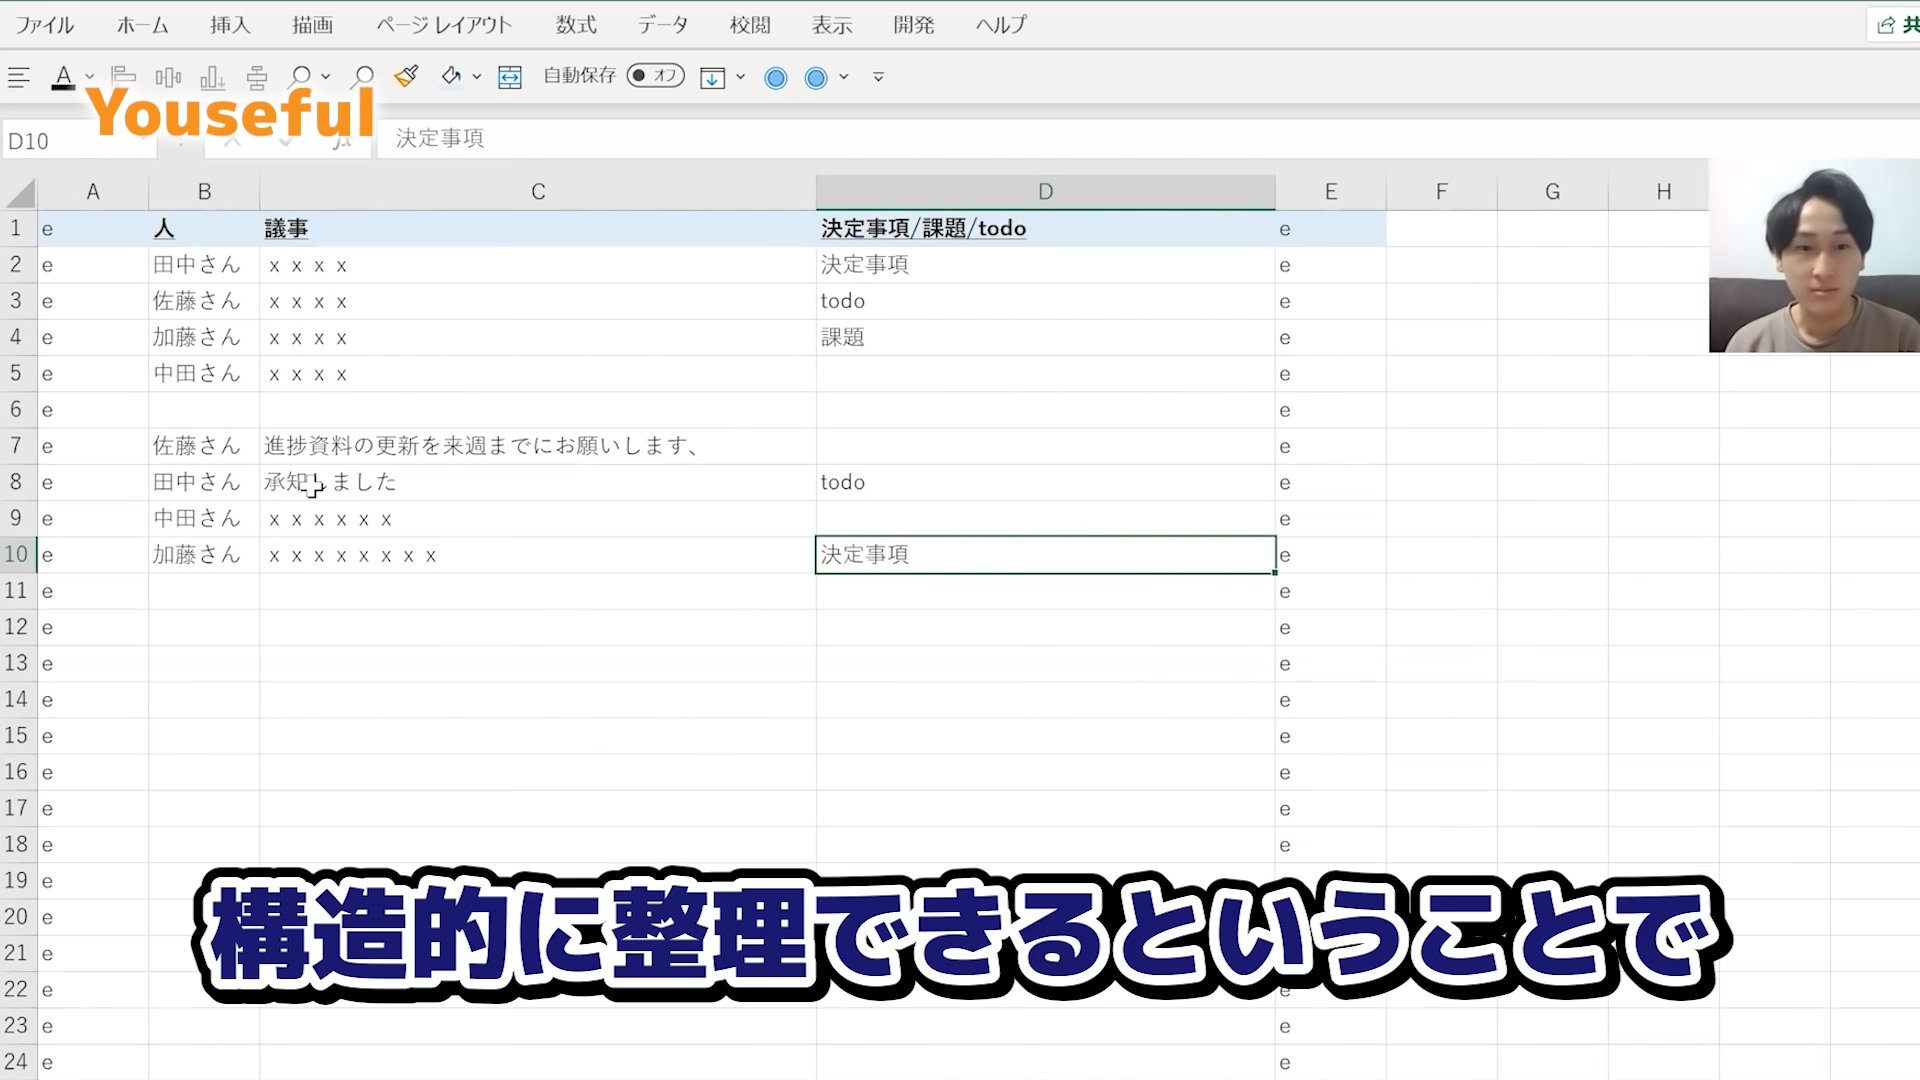 ファイル ホーム 挿入 描画 ページ レイアウト 数式 データ 校閲 表示 開発 ヘルプ 共
A 自動保存 オフ
Youseful
D10 fx 決定事項
A B C D E F G H
1 e 人 議事 決定事項/課題/todo e
2 e 田中さん ｘｘｘｘ 決定事項 e
3 e 佐藤さん ｘｘｘｘ todo e
4 e 加藤さん ｘｘｘｘ 課題 e
5 e 中田さん ｘｘｘｘ e
6 e e
7 e 佐藤さん 進捗資料の更新を来週までにお願いします、 e
8 e 田中さん 承知しました todo e
9 e 中田さん ｘｘｘｘｘｘ e
10 e 加藤さん ｘｘｘｘｘｘｘｘ 決定事項 e
11 e e
12 e e
13 e e
14 e e
15 e e
16 e e
17 e e
18 e e
19 e
20 e
21 e
22 e e
23 e e
24 e e
構造的に整理できるということで